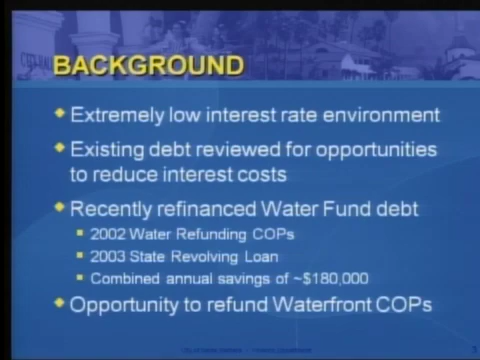 BACKGROUND
Extremely low interest rate environment
Existing debt reviewed for opportunities
to reduce interest costs
Recently refinanced Water Fund debt
2002 Water Refunding COPs
2003 State Revolving Loan
Combined annual savings of ~$180,000
Opportunity to refund Waterfront COPs